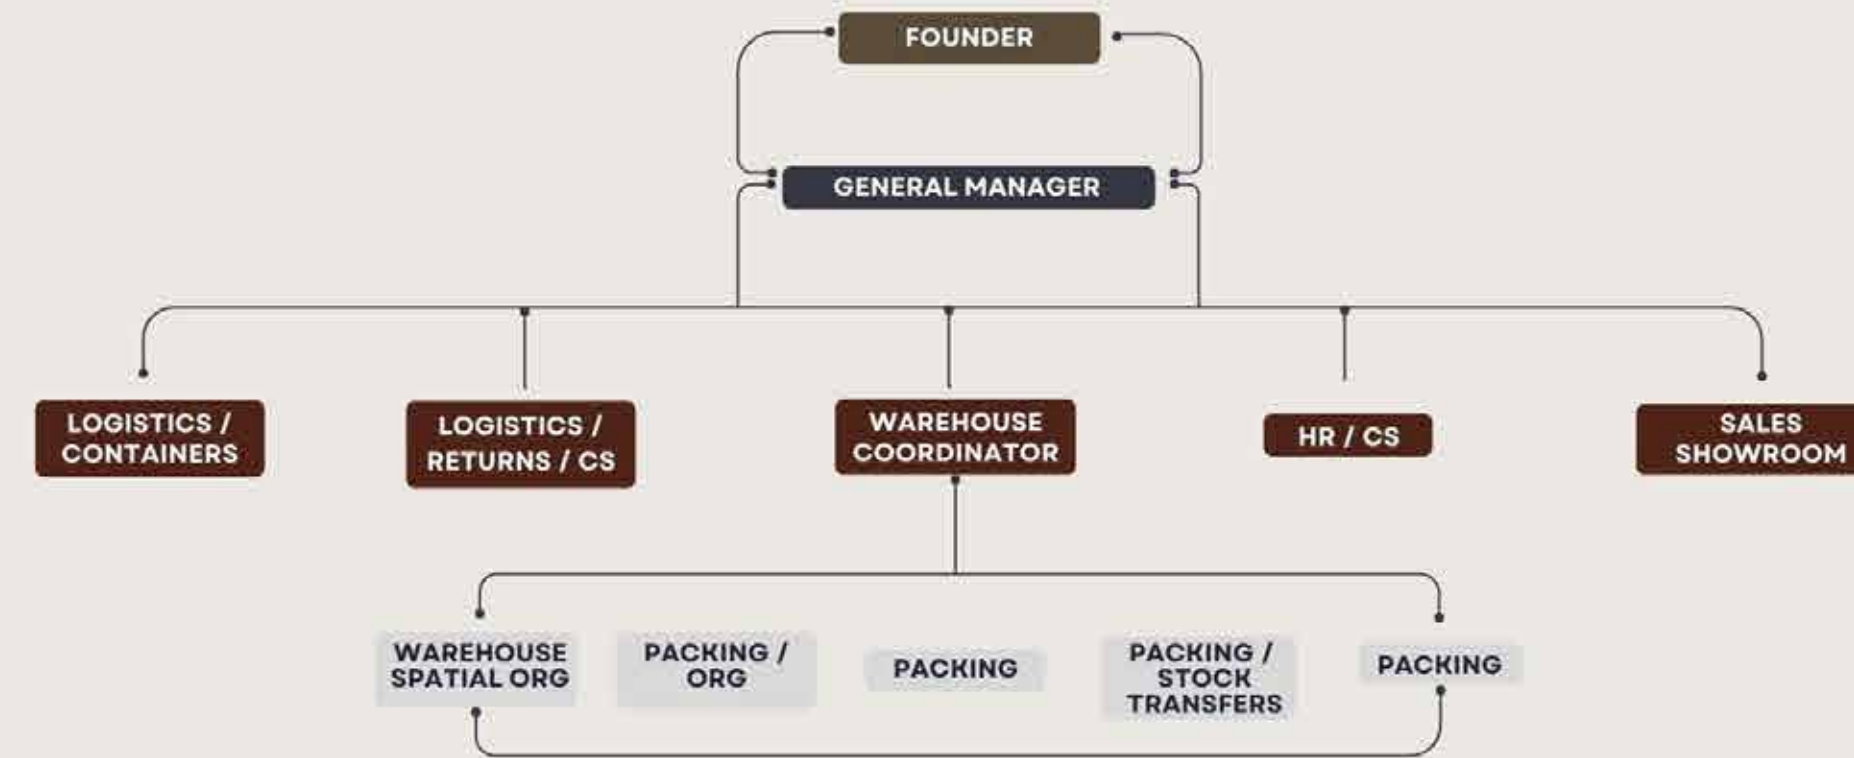 FOUNDER
GENERAL MANAGER
LOGISTICS /
CONTAINERS
LOGISTICS /
RETURNS / CS
WAREHOUSE
COORDINATOR
HR / CS
SALES
SHOWROOM
WAREHOUSE
SPATIAL ORG
PACKING /
ORG
PACKING
PACKING /
STOCK
TRANSFERS
PACKING